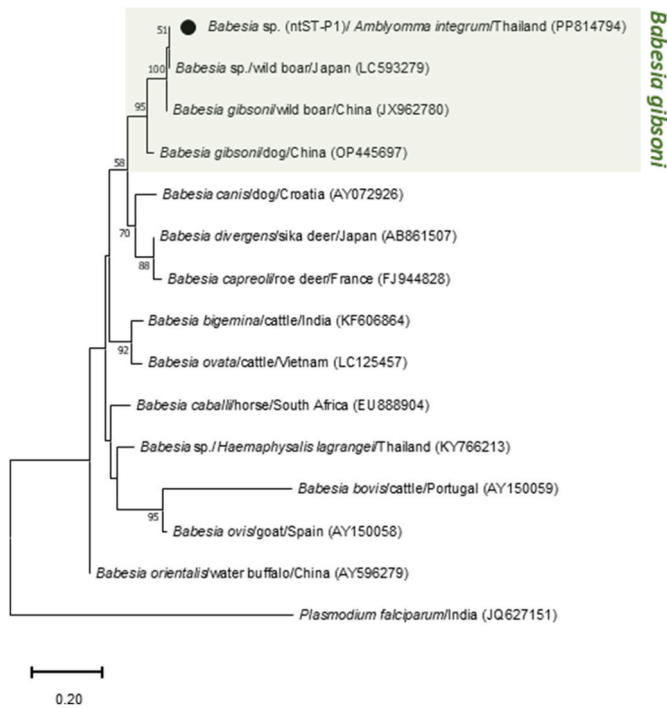 51
Babesia sp. (ntST-P1)/ Amblyomma integrum/Thailand (PP814794)
100
Babesia sp./wild boar/Japan (LC593279)
95
Babesia gibsoni/wild boar/China (JX962780)
Babesia gibsoni/dog/China (OP445697)
Babesia gibsoni
58
Babesia canis/dog/Croatia (AY072926)
70
Babesia divergens/sika deer/Japan (AB861507)
88
Babesia capreoli/roe deer/France (FJ944828)
Babesia bigemina/cattle/India (KF606864)
92
Babesia ovata/cattle/Vietnam (LC125457)
Babesia caballi/horse/South Africa (EU888904)
Babesia sp./Haemaphysalis lagrangei/Thailand (KY766213)
Babesia bovis/cattle/Portugal (AY150059)
95
Babesia ovis/goat/Spain (AY150058)
Babesia orientalis/water buffalo/China (AY596279)
Plasmodium falciparum/India (JQ627151)
0.20